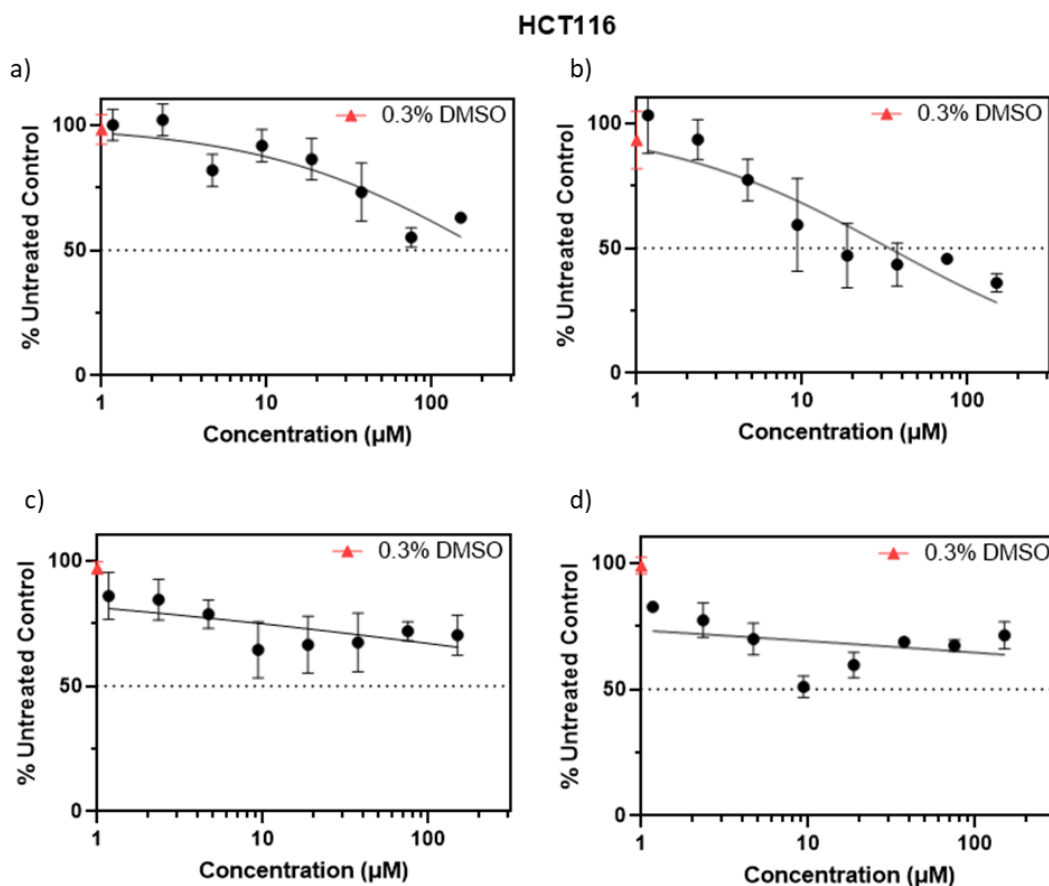 HCT116
a)
0.3% DMSO
100
50
0
% Untreated Control
1
10
100
Concentration (µM)
b)
0.3% DMSO
100
50
0
% Untreated Control
1
10
100
Concentration (µM)
c)
0.3% DMSO
100
50
0
% Untreated Control
1
10
100
Concentration (µM)
d)
0.3% DMSO
100
50
0
% Untreated Control
1
10
100
Concentration (µM)